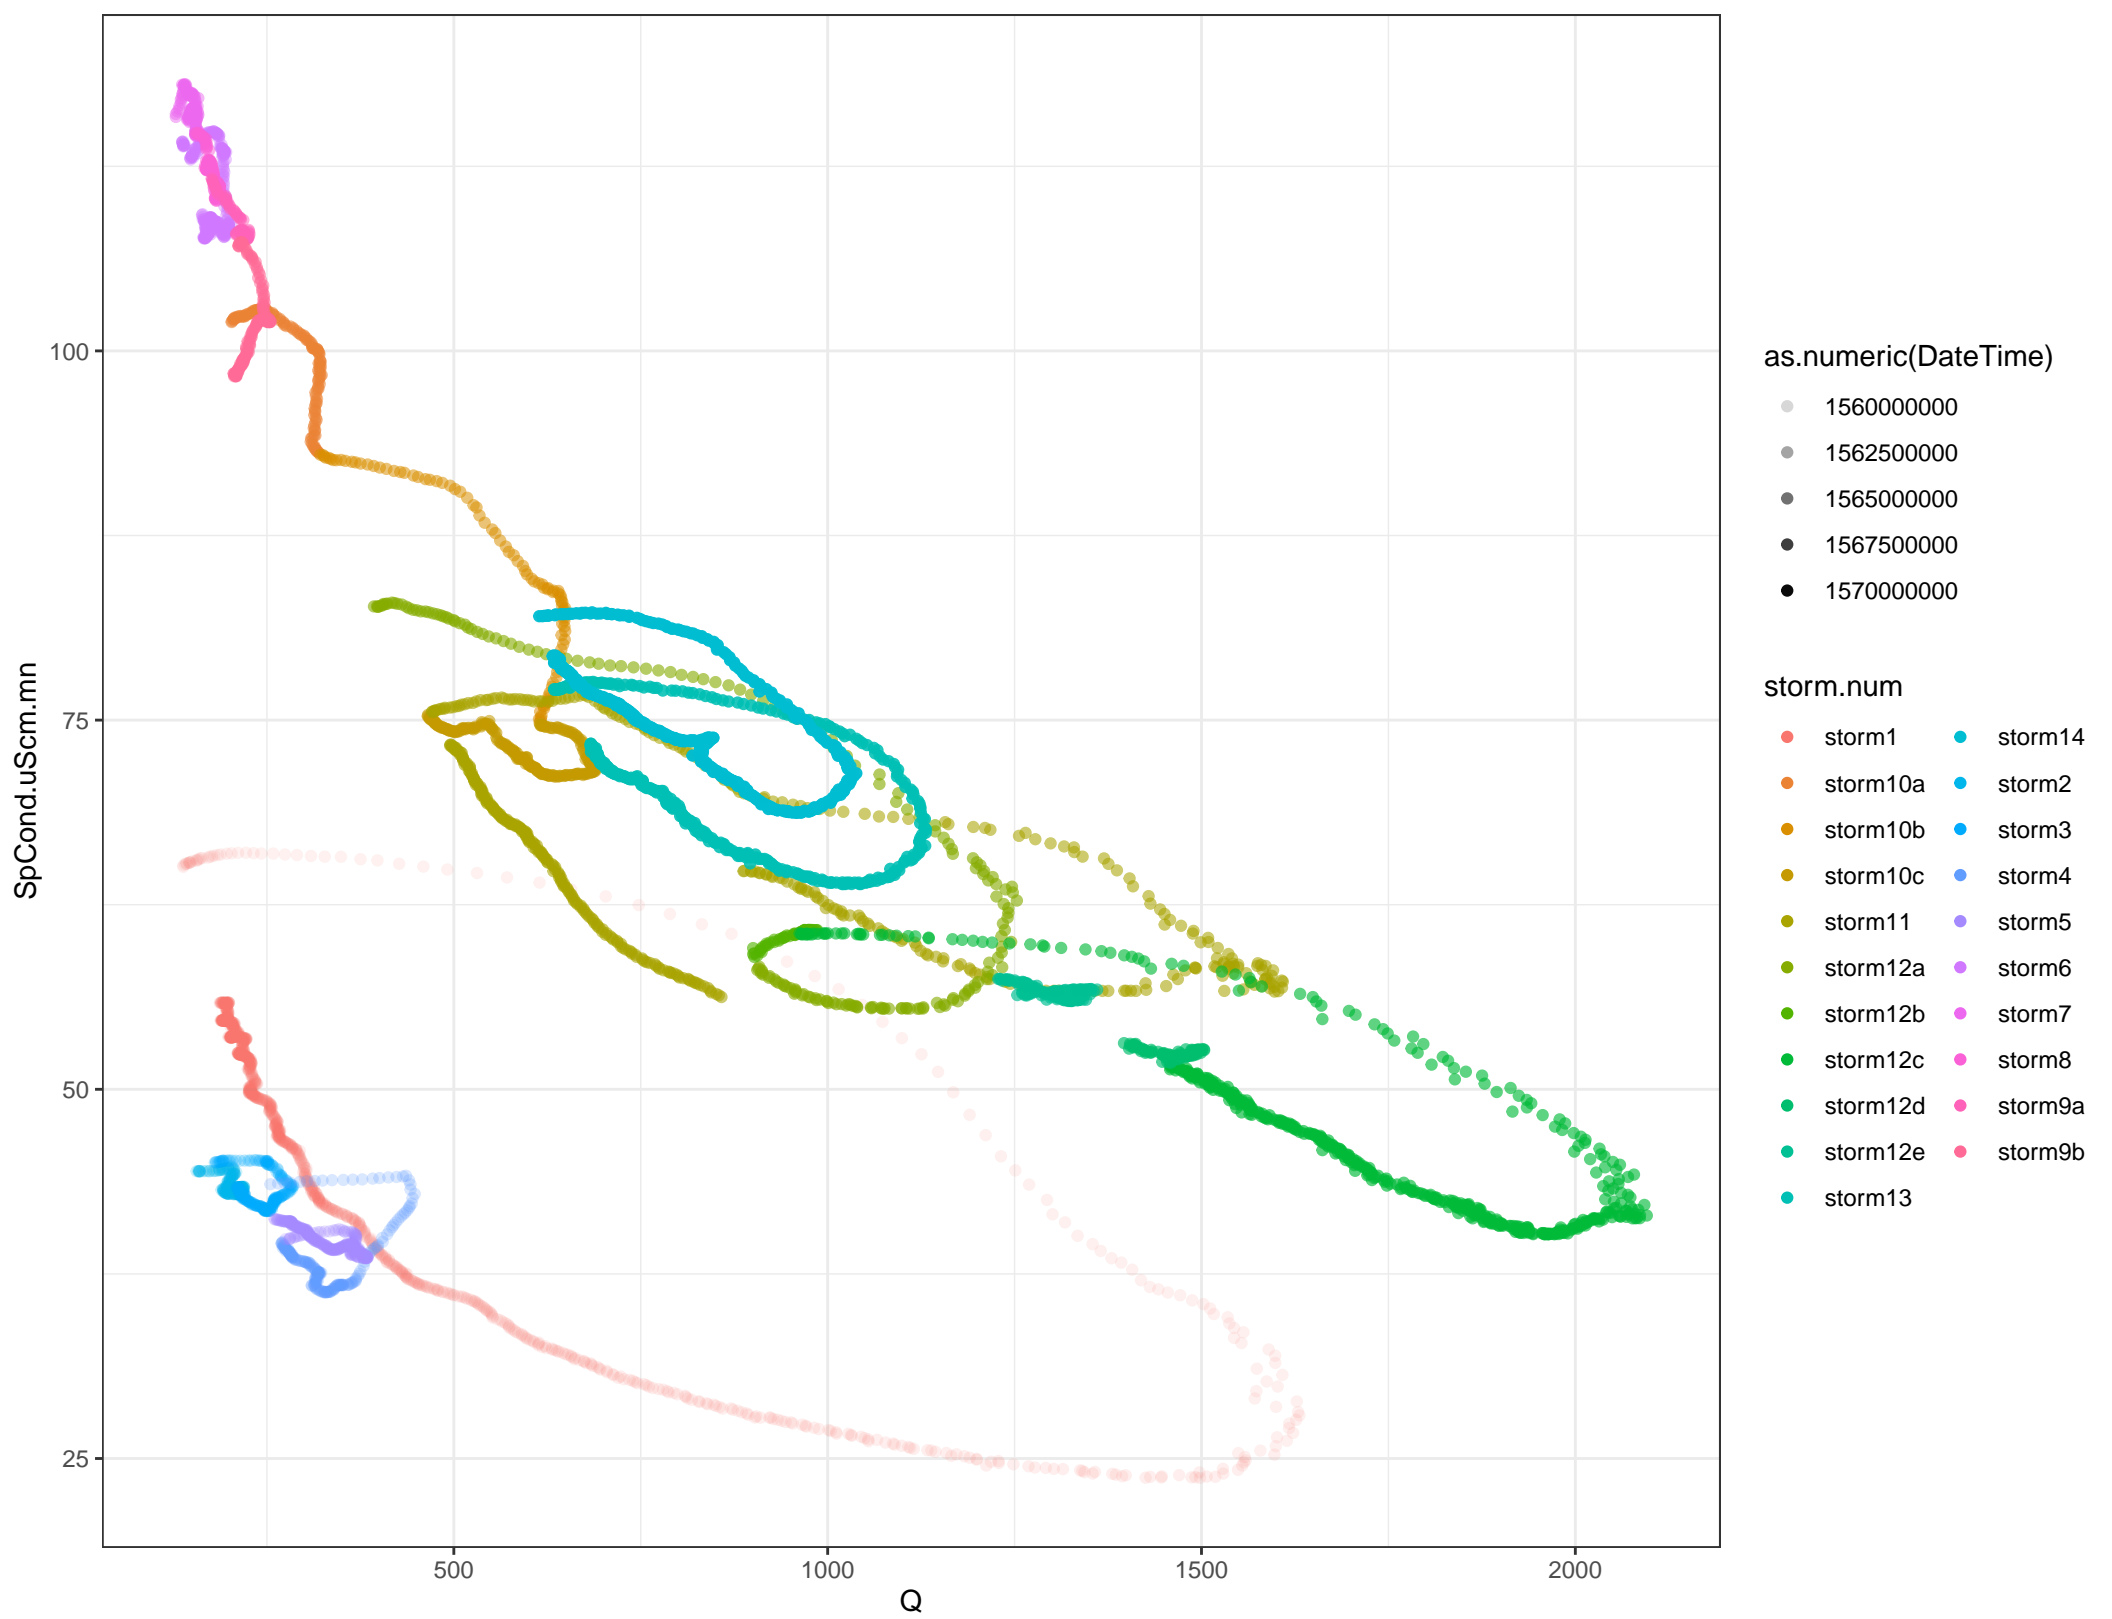 100
75
50
25
SpCond.uScm.mn
500 1000 1500 2000
Q
as.numeric(DateTime)
1560000000
1562500000
1565000000
1567500000
1570000000
storm.num
storm1 storm14
storm10a storm2
storm10b storm3
storm10c storm4
storm11 storm5
storm12a storm6
storm12b storm7
storm12c storm8
storm12d storm9a
storm12e storm9b
storm13